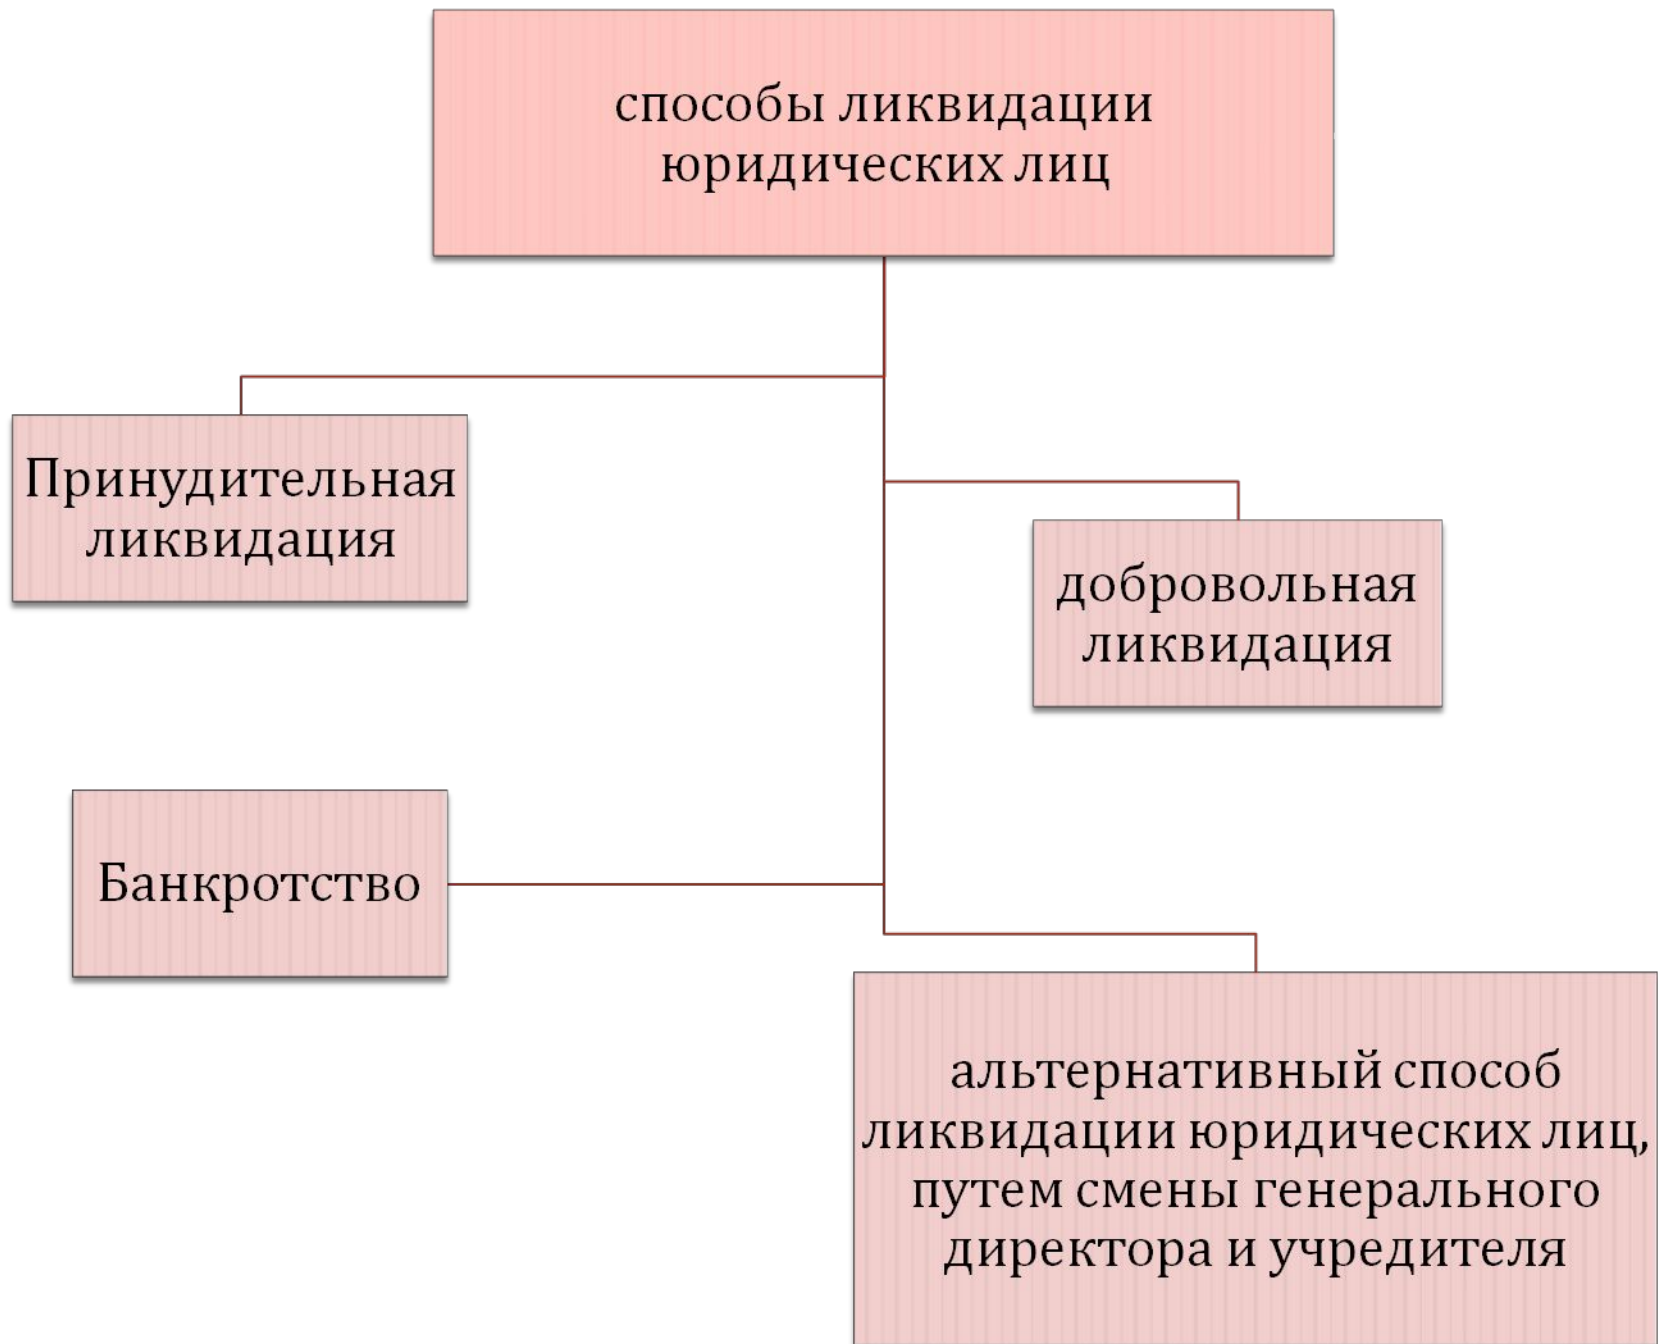 способы ликвидации
юридических лиц
Принудительная
ликвидация
добровольная
ликвидация
Банкротство
альтернативный способ
ликвидации юридических лиц,
путем смены генерального
директора и учредителя